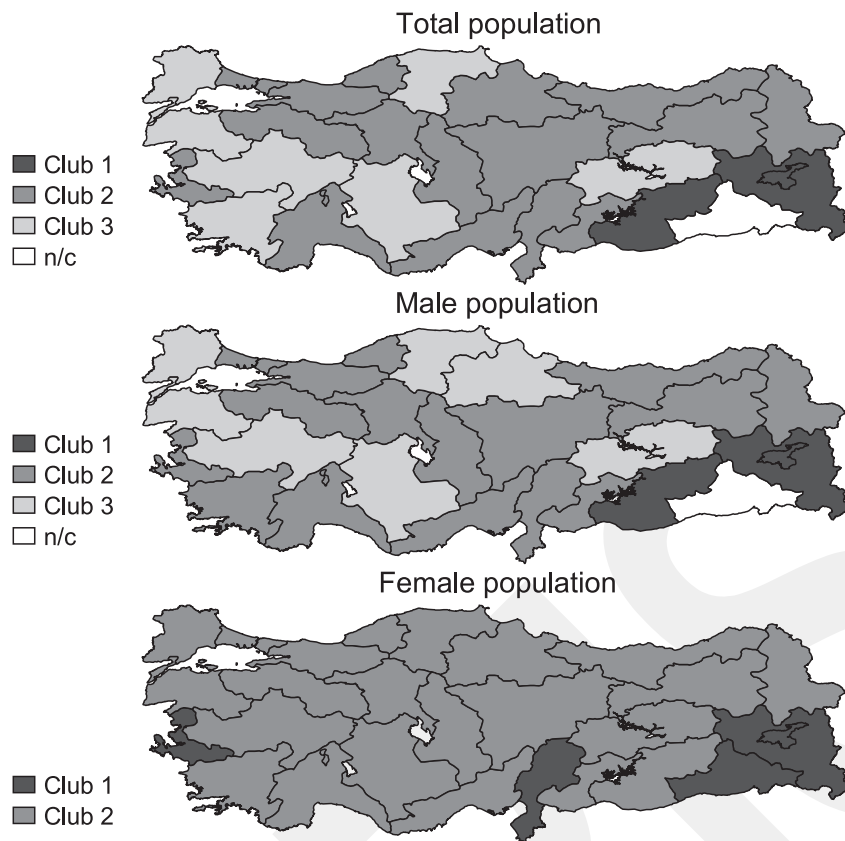 Total population
Club 1
Club 2
Club 3
n/c
Male population
Club 1
Club 2
Club 3
n/c
Female population
Club 1
Club 2